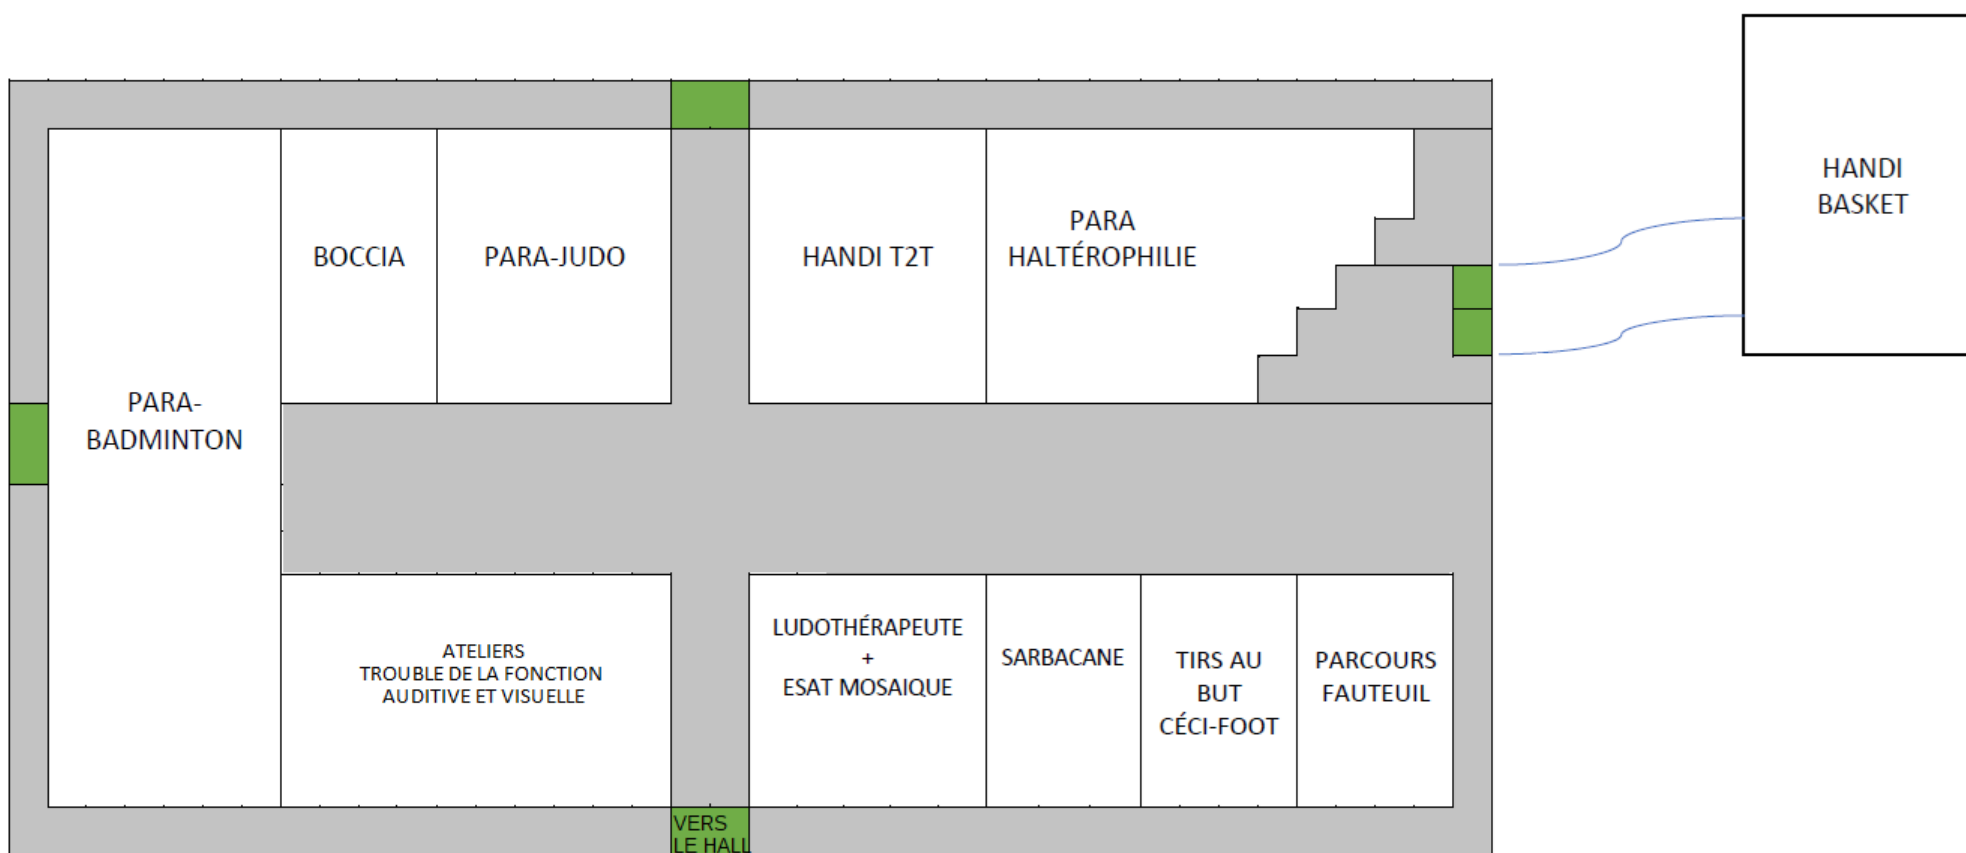 HANDI
BASKET
BOCCIA
PARA-JUDO
HANDI T2T
PARA
HALTÉROPHILIE
PARA-
BADMINTON
ATELIERS
TROUBLE DE LA FONCTION
AUDITIVE ET VISUELLE
LUDOTHÉRAPEUTE
+
ESAT MOSAIQUE
SARBACANE
TIRS AU
BUT
CÉCI-FOOT
PARCOURS
FAUTEUIL
VERS
LE HALL